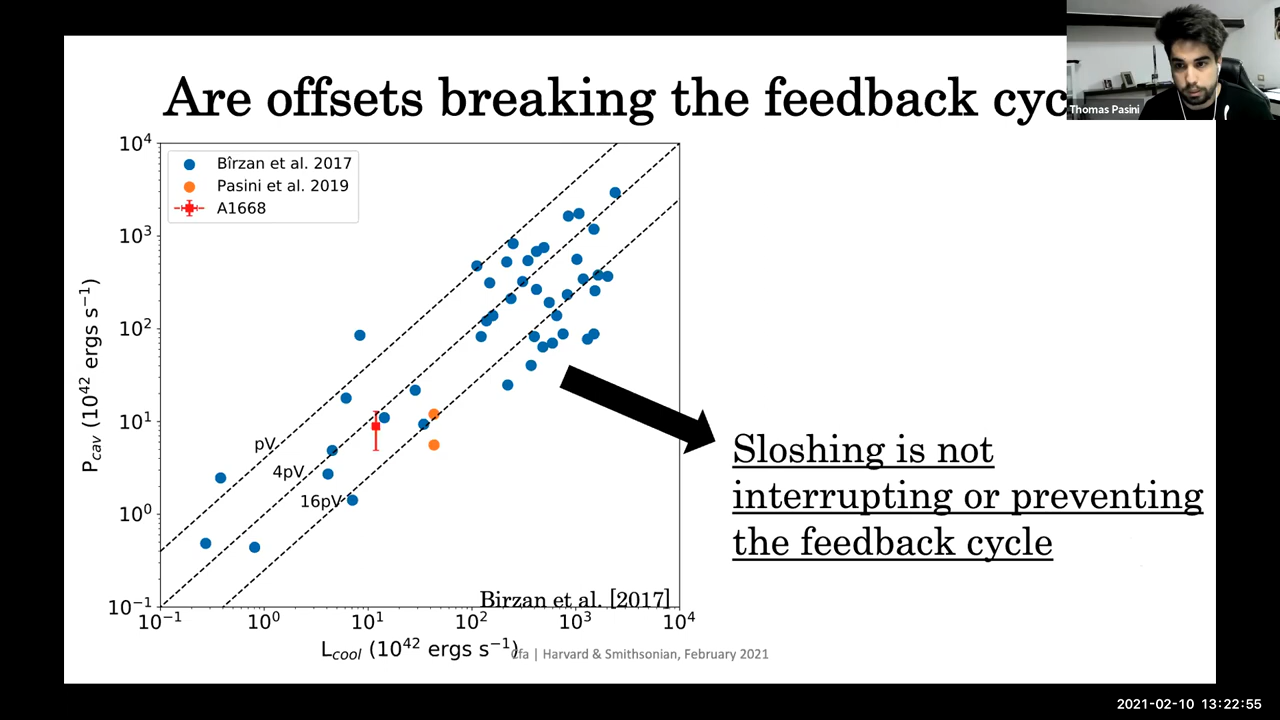 Are offsets breaking the feedback cyc
Thomas Pasini
10⁴
Bîrzan et al. 2017
Pasini et al. 2019
A1668
10³
10²
10¹
10⁰
10⁻¹
P_cav (10⁴² ergs s⁻¹)
pV
4pV
16pV
Sloshing is not
interrupting or preventing
the feedback cycle
Birzan et al. [2017]
10⁻¹ 10⁰ 10¹ 10² 10³ 10⁴
L_cool (10⁴² ergs s⁻¹)
Cfa | Harvard & Smithsonian, February 2021
2021-02-10 13:22:55